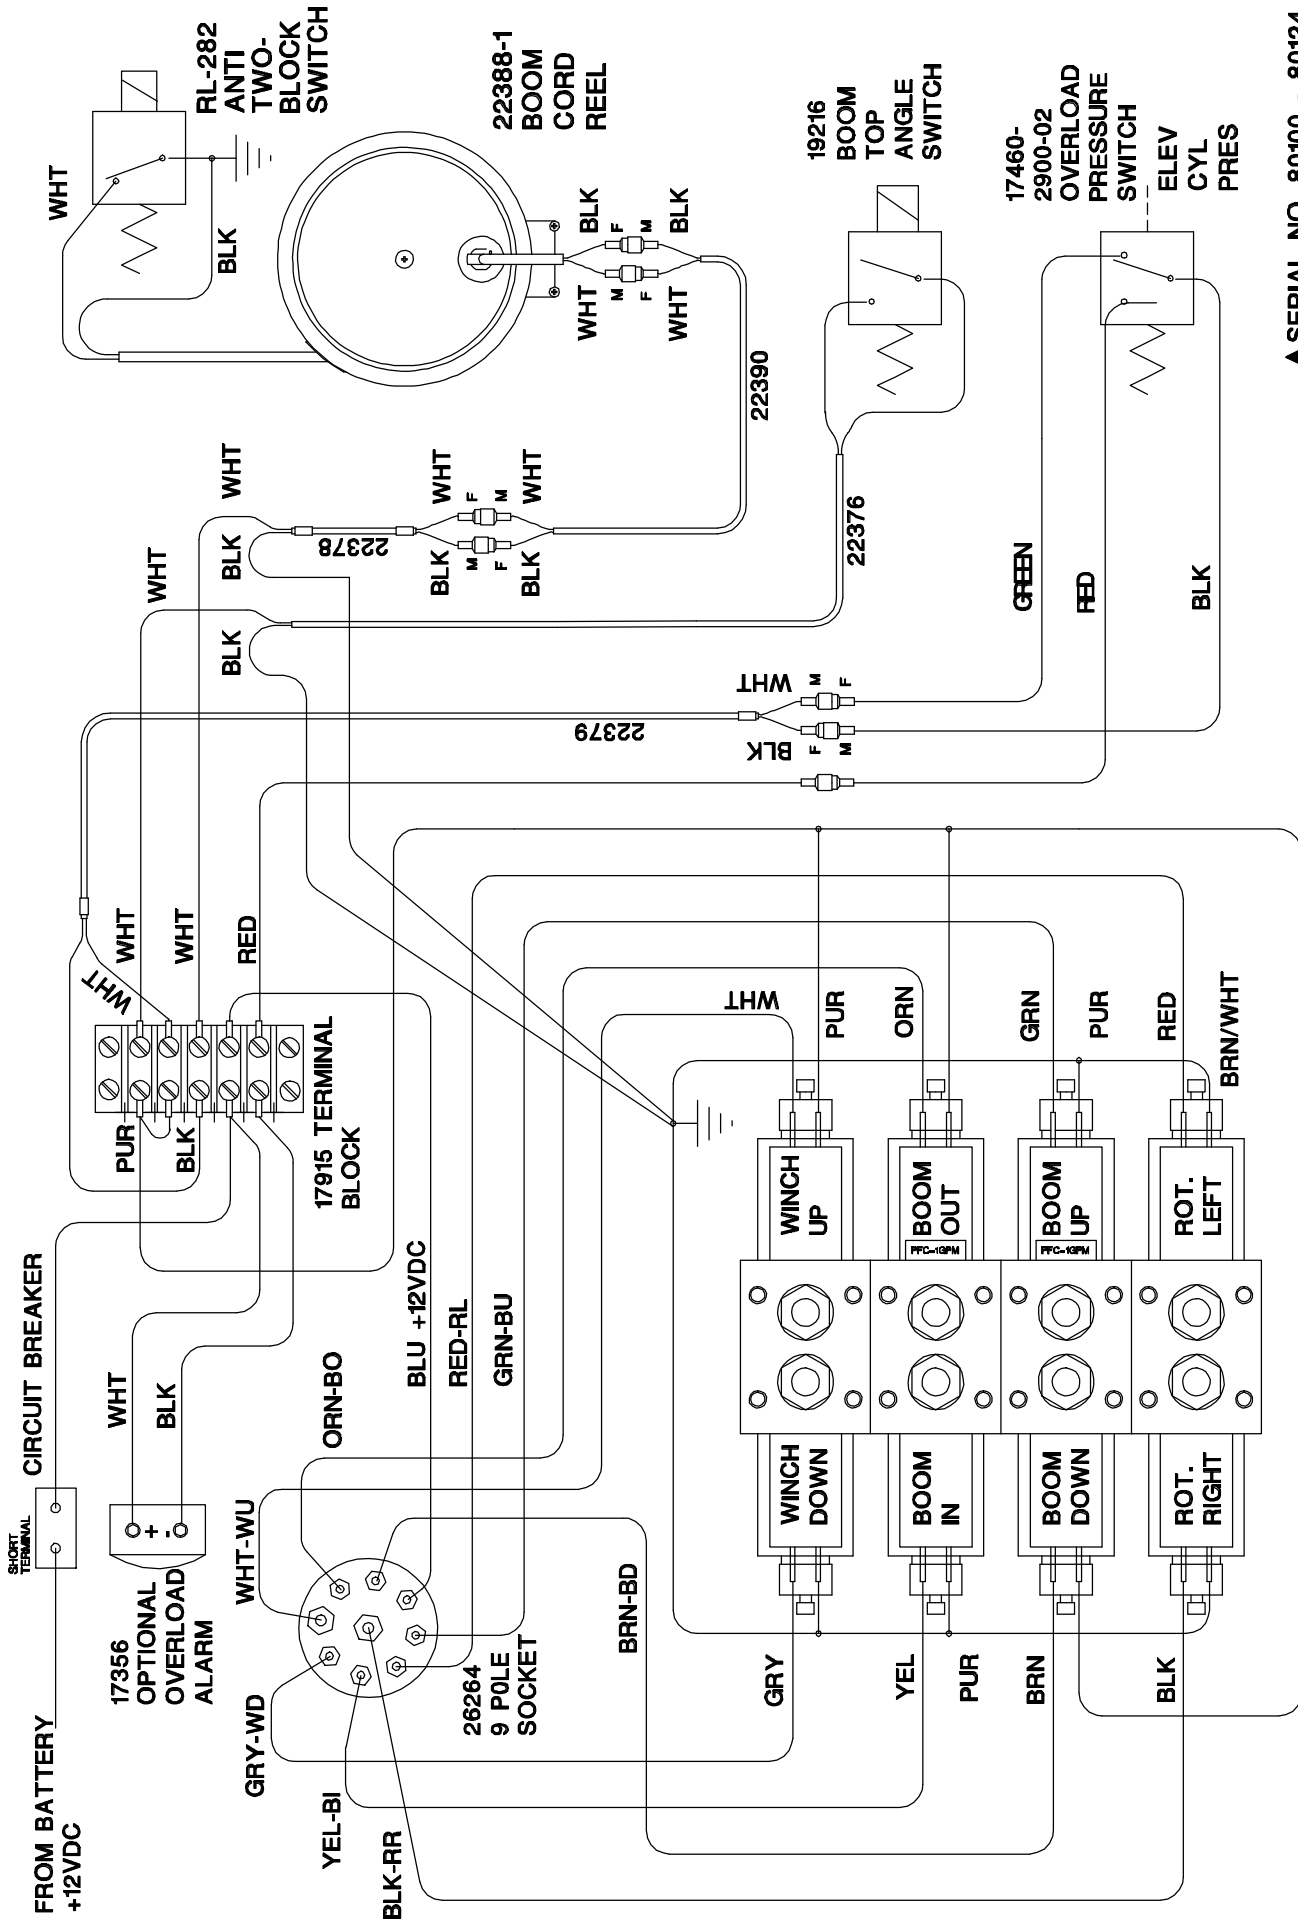 FROM BATTERY
+12VDC
SHORT
TERMINAL
CIRCUIT BREAKER
17356
OPTIONAL
OVERLOAD
ALARM
+
-
WHT
BLK
PUR
BLK
17915 TERMINAL
BLOCK
WHT
WHT
WHT
RED
WHT
BLK
WHT
BLK
22378
BLK
WHT
M
F
F
M
BLK
WHT
22390
WHT
BLK
RL-282
ANTI
TWO-
BLOCK
SWITCH
22388-1
BOOM
CORD
REEL
WHT
BLK
M
F
F
M
WHT
BLK
22376
19216
BOOM
TOP
ANGLE
SWITCH
22379
WHT
BLK
M
F
F
M
GREEN
RED
BLK
17460-
2900-02
OVERLOAD
PRESSURE
SWITCH
ELEV
CYL
PRES
GRY-WD
WHT-WU
ORN-BO
YEL-BI
BLK-RR
BLU +12VDC
RED-RL
GRN-BU
BRN-BD
26264
9 POLE
SOCKET
GRY
YEL
PUR
BRN
BLK
WINCH
DOWN
WINCH
UP
BOOM
IN
BOOM
OUT
PFC-1GPM
BOOM
DOWN
BOOM
UP
PFC-1GPM
ROT.
RIGHT
ROT.
LEFT
WHT
PUR
ORN
GRN
PUR
RED
BRN/WHT